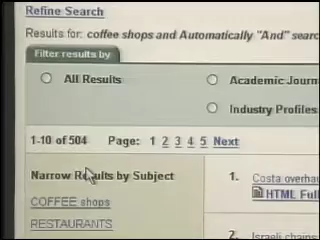 Refine Search
Results for: coffee shops and Automatically "And" searc
Filter results by
All Results
Academic Journ
Industry Profiles
1-10 of 504 Page: 1 2 3 4 5 Next
Narrow Results by Subject
COFFEE shops
RESTAURANTS
1. Costa overhau
HTML Full
2. Israeli chains